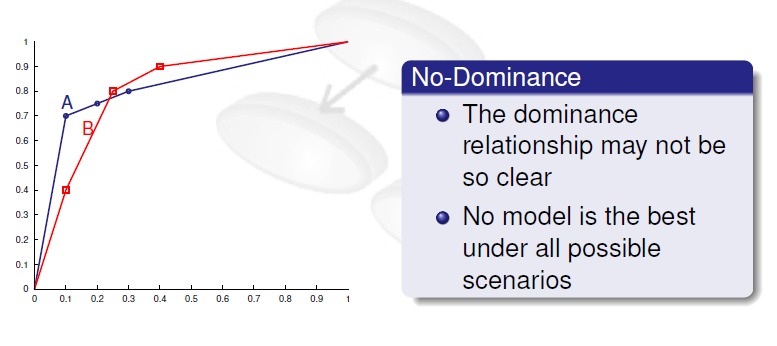 1
0.9
0.8
0.7
0.6
0.5
0.4
0.3
0.2
0.1
0
A
B
0 0.1 0.2 0.3 0.4 0.5 0.6 0.7 0.8 0.9 1
No-Dominance
The dominance
relationship may not be
so clear
No model is the best
under all possible
scenarios